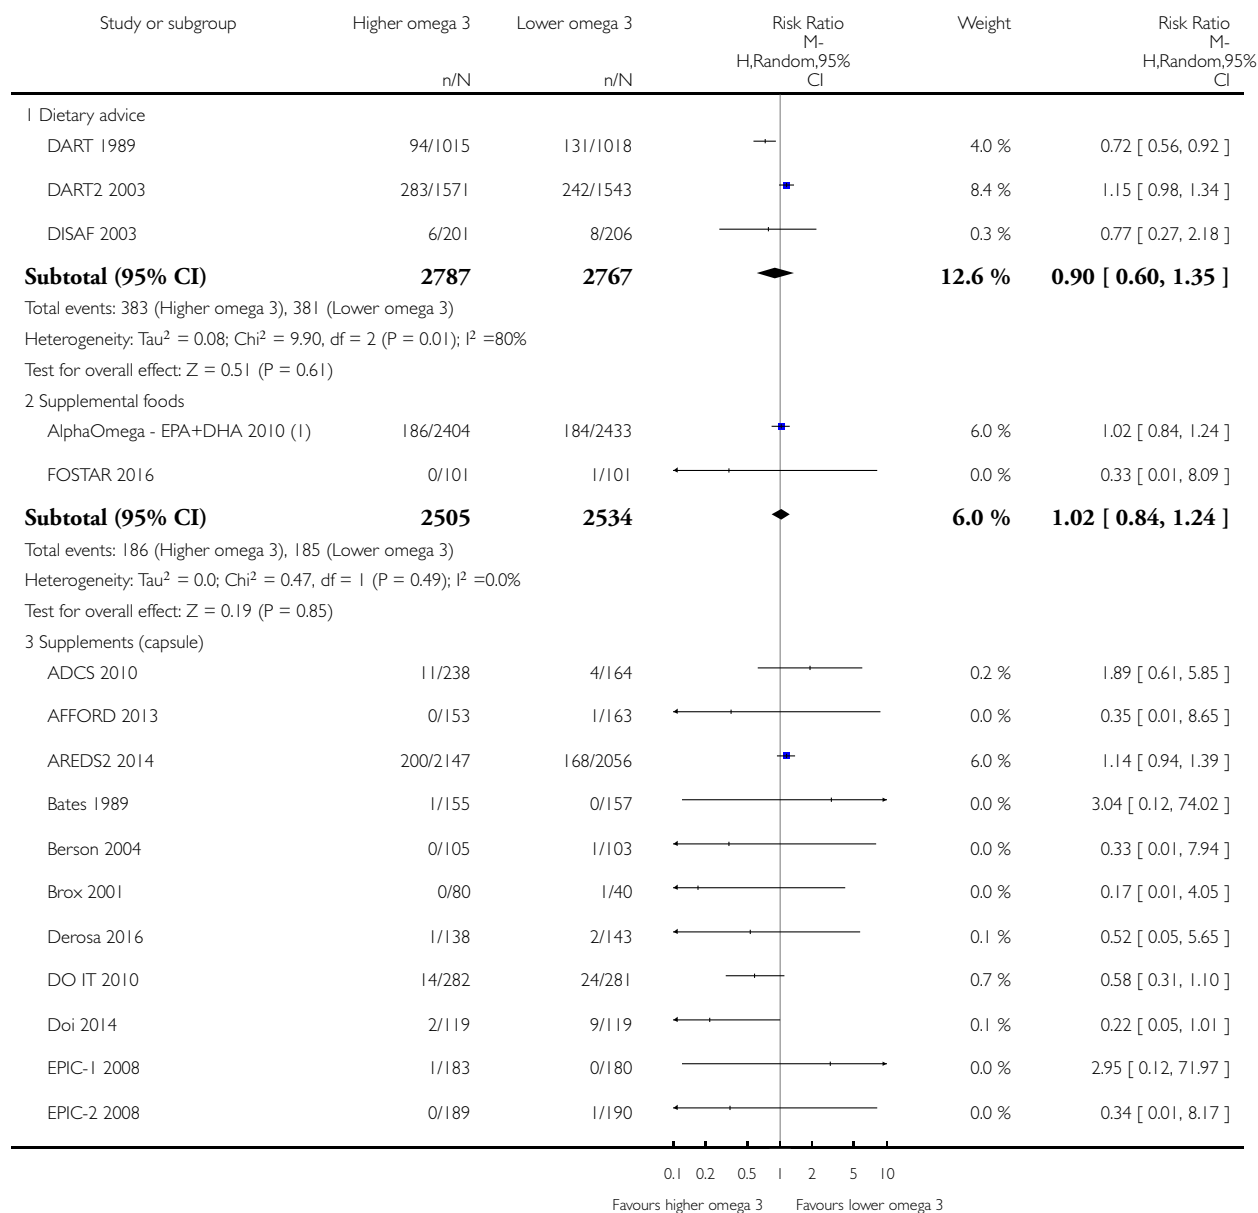 Study or subgroup Higher omega 3 Lower omega 3 Risk Ratio Weight Risk Ratio
M- M-
H,Random,95% H,Random,95%
n/N n/N CI CI
1 Dietary advice
DART 1989 94/1015 131/1018 4.0 % 0.72 [ 0.56, 0.92 ]
DART2 2003 283/1571 242/1543 8.4 % 1.15 [ 0.98, 1.34 ]
DISAF 2003 6/201 8/206 0.3 % 0.77 [ 0.27, 2.18 ]
Subtotal (95% CI) 2787 2767 12.6 % 0.90 [ 0.60, 1.35 ]
Total events: 383 (Higher omega 3), 381 (Lower omega 3)
Heterogeneity: Tau² = 0.08; Chi² = 9.90, df = 2 (P = 0.01); I² =80%
Test for overall effect: Z = 0.51 (P = 0.61)
2 Supplemental foods
AlphaOmega - EPA+DHA 2010 (1) 186/2404 184/2433 6.0 % 1.02 [ 0.84, 1.24 ]
FOSTAR 2016 0/101 1/101 0.0 % 0.33 [ 0.01, 8.09 ]
Subtotal (95% CI) 2505 2534 6.0 % 1.02 [ 0.84, 1.24 ]
Total events: 186 (Higher omega 3), 185 (Lower omega 3)
Heterogeneity: Tau² = 0.0; Chi² = 0.47, df = 1 (P = 0.49); I² =0.0%
Test for overall effect: Z = 0.19 (P = 0.85)
3 Supplements (capsule)
ADCS 2010 11/238 4/164 0.2 % 1.89 [ 0.61, 5.85 ]
AFFORD 2013 0/153 1/163 0.0 % 0.35 [ 0.01, 8.65 ]
AREDS2 2014 200/2147 168/2056 6.0 % 1.14 [ 0.94, 1.39 ]
Bates 1989 1/155 0/157 0.0 % 3.04 [ 0.12, 74.02 ]
Berson 2004 0/105 1/103 0.0 % 0.33 [ 0.01, 7.94 ]
Brox 2001 0/80 1/40 0.0 % 0.17 [ 0.01, 4.05 ]
Derosa 2016 1/138 2/143 0.1 % 0.52 [ 0.05, 5.65 ]
DO IT 2010 14/282 24/281 0.7 % 0.58 [ 0.31, 1.10 ]
Doi 2014 2/119 9/119 0.1 % 0.22 [ 0.05, 1.01 ]
EPIC-1 2008 1/183 0/180 0.0 % 2.95 [ 0.12, 71.97 ]
EPIC-2 2008 0/189 1/190 0.0 % 0.34 [ 0.01, 8.17 ]
0.1 0.2 0.5 1 2 5 10
Favours higher omega 3 Favours lower omega 3